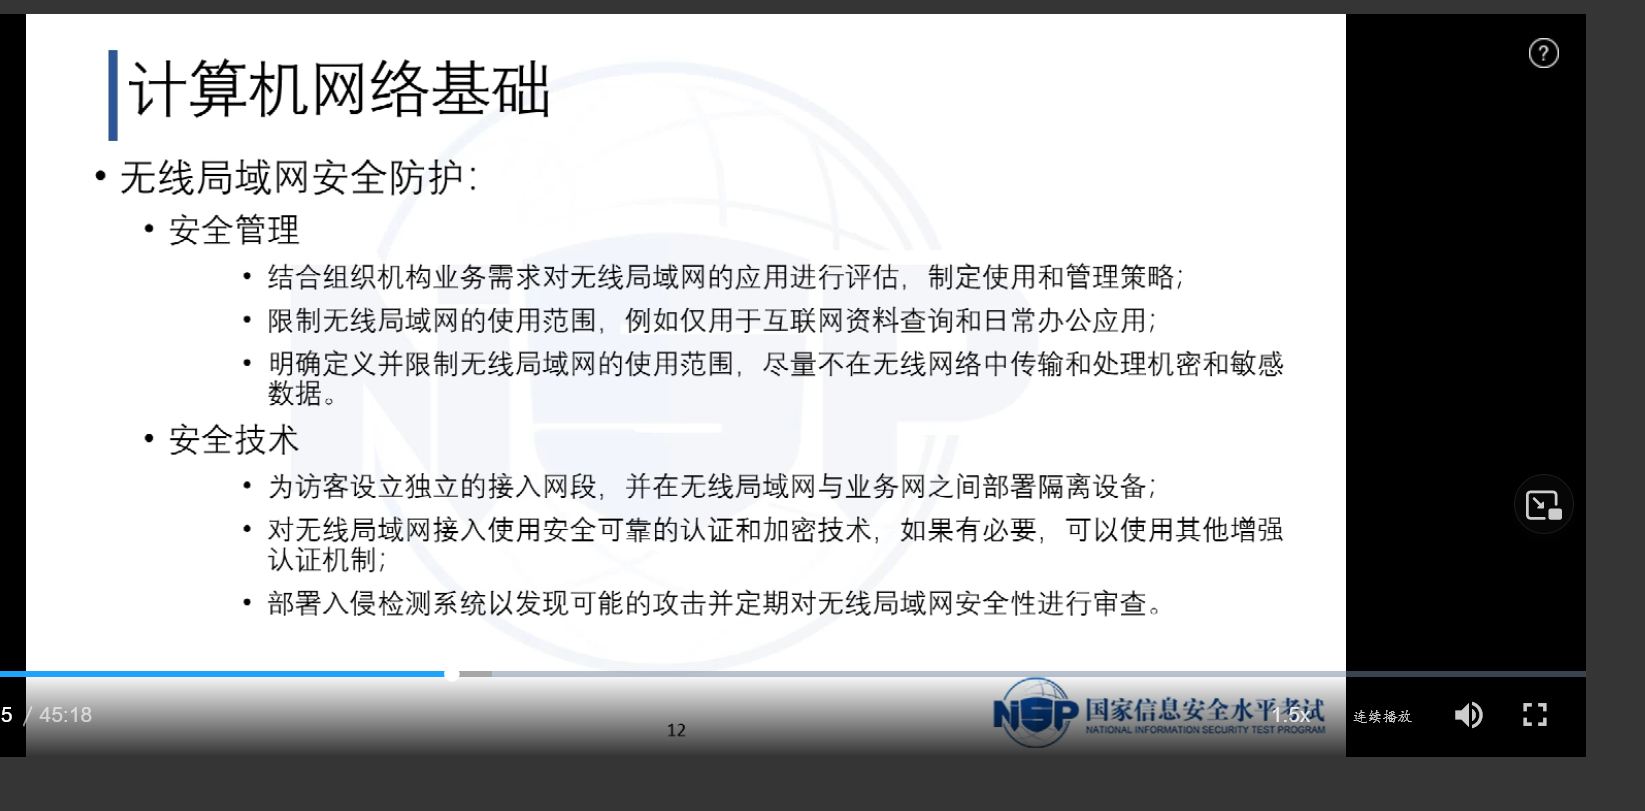 计算机网络基础
• 无线局域网安全防护：
• 安全管理
• 结合组织机构业务需求对无线局域网的应用进行评估，制定使用和管理策略；
• 限制无线局域网的使用范围，例如仅用于互联网资料查询和日常办公应用；
• 明确定义并限制无线局域网的使用范围，尽量不在无线网络中传输和处理机密和敏感
数据。
• 安全技术
• 为访客设立独立的接入网段，并在无线局域网与业务网之间部署隔离设备；
• 对无线局域网接入使用安全可靠的认证和加密技术，如果有必要，可以使用其他增强
认证机制；
• 部署入侵检测系统以发现可能的攻击并定期对无线局域网安全性进行审查。
?
NISP
国家信息安全水平考试
NATIONAL INFORMATION SECURITY TEST PROGRAM
5 / 45:18
12
1.5x
连续播放